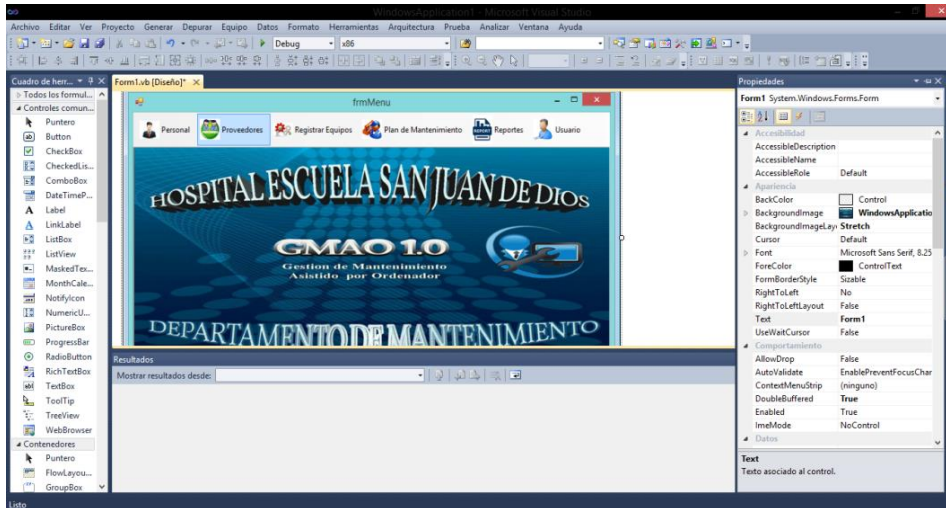 WindowsApplication1 - Microsoft Visual Studio
Archivo Editar Ver Proyecto Generar Depurar Equipo Datos Formato Herramientas Arquitectura Prueba Analizar Ventana Ayuda
Debug x86
Cuadro de herr...
Todos los formul...
Controles comun...
Puntero
Button
CheckBox
CheckedLis...
ComboBox
DateTimeP...
Label
LinkLabel
ListBox
ListView
MaskedTex...
MonthCale...
NotifyIcon
NumericU...
PictureBox
ProgressBar
RadioButton
RichTextBox
TextBox
ToolTip
TreeView
WebBrowser
Contenedores
Puntero
FlowLayou...
GroupBox
Form1.vb [Diseño]*
frmMenu
Personal Proveedores Registrar Equipos Plan de Mantenimiento Reportes Usuario
HOSPITAL ESCUELA SAN JUAN DE DIOS
GMAO 1.0
Gestion de Mantenimiento
Asistido por Ordenador
DEPARTAMENTO DE MANTENIMIENTO
Resultados
Mostrar resultados desde:
Propiedades
Form1 System.Windows.Forms.Form
Accesibilidad
AccessibleDescription
AccessibleName
AccessibleRole Default
Apariencia
BackColor Control
BackgroundImage WindowsApplicatio
BackgroundImageLay Stretch
Cursor Default
Font Microsoft Sans Serif, 8.25
ForeColor ControlText
FormBorderStyle Sizable
RightToLeft No
RightToLeftLayout False
Text Form1
UseWaitCursor False
Comportamiento
AllowDrop False
AutoValidate EnablePreventFocusChar
ContextMenuStrip (ninguno)
DoubleBuffered True
Enabled True
ImeMode NoControl
Datos
Text
Texto asociado al control.
Listo